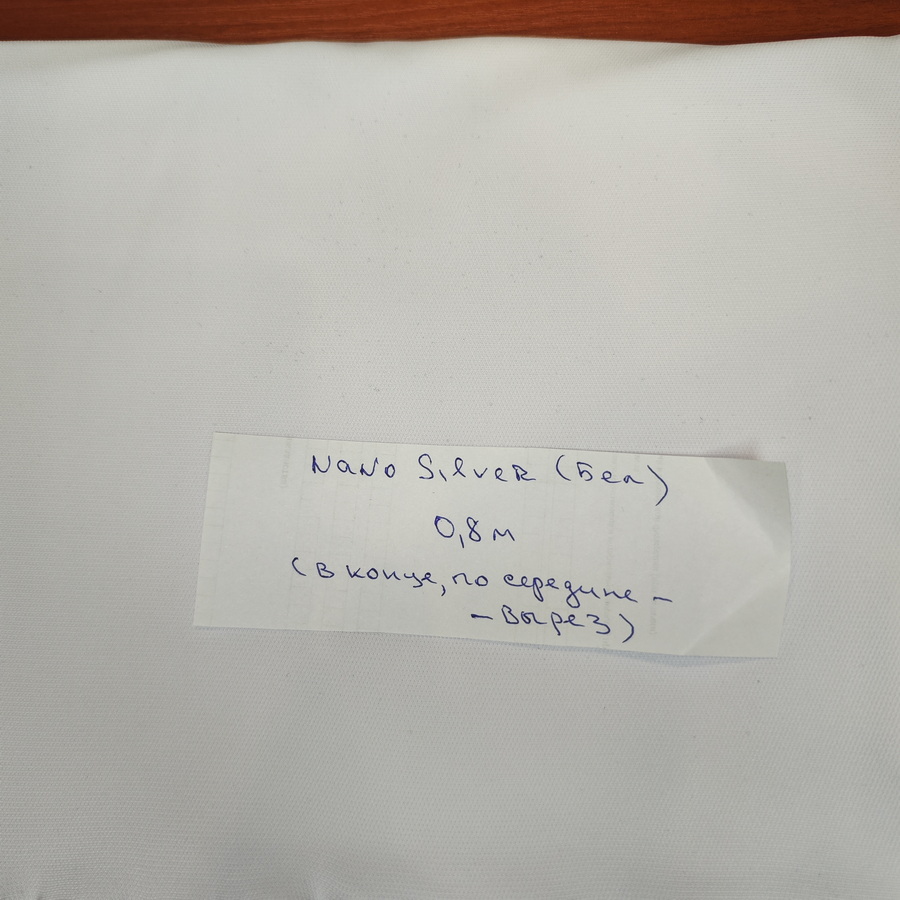 NaNo SilveR (Бел)
0,8 м
(в конце, по середине -
- Вырез)